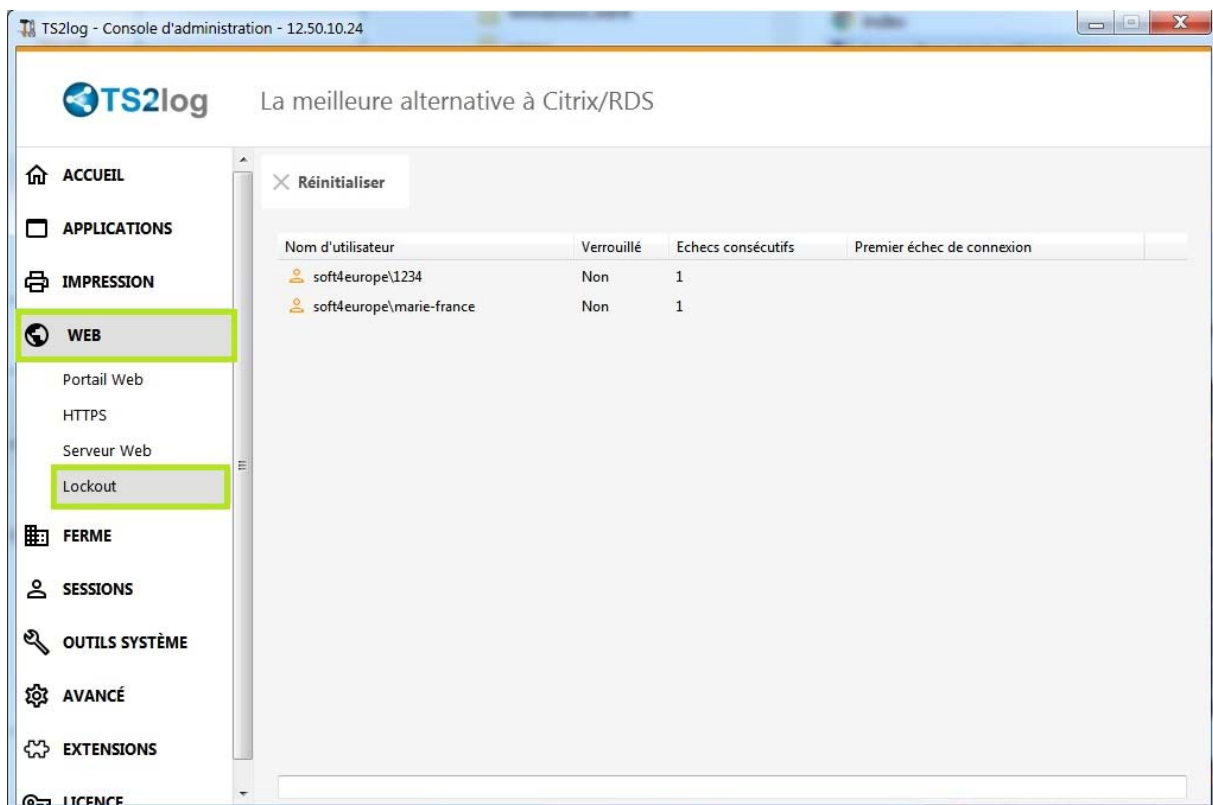 TS2log - Console d'administration - 12.50.10.24
TS2log
La meilleure alternative à Citrix/RDS
ACCUEIL
APPLICATIONS
IMPRESSION
WEB
Portail Web
HTTPS
Serveur Web
Lockout
FERME
SESSIONS
OUTILS SYSTÈME
AVANCÉ
EXTENSIONS
LICENCE
Réinitialiser
Nom d'utilisateur Verrouillé Echecs consécutifs Premier échec de connexion
soft4europe\1234 Non 1
soft4europe\marie-france Non 1